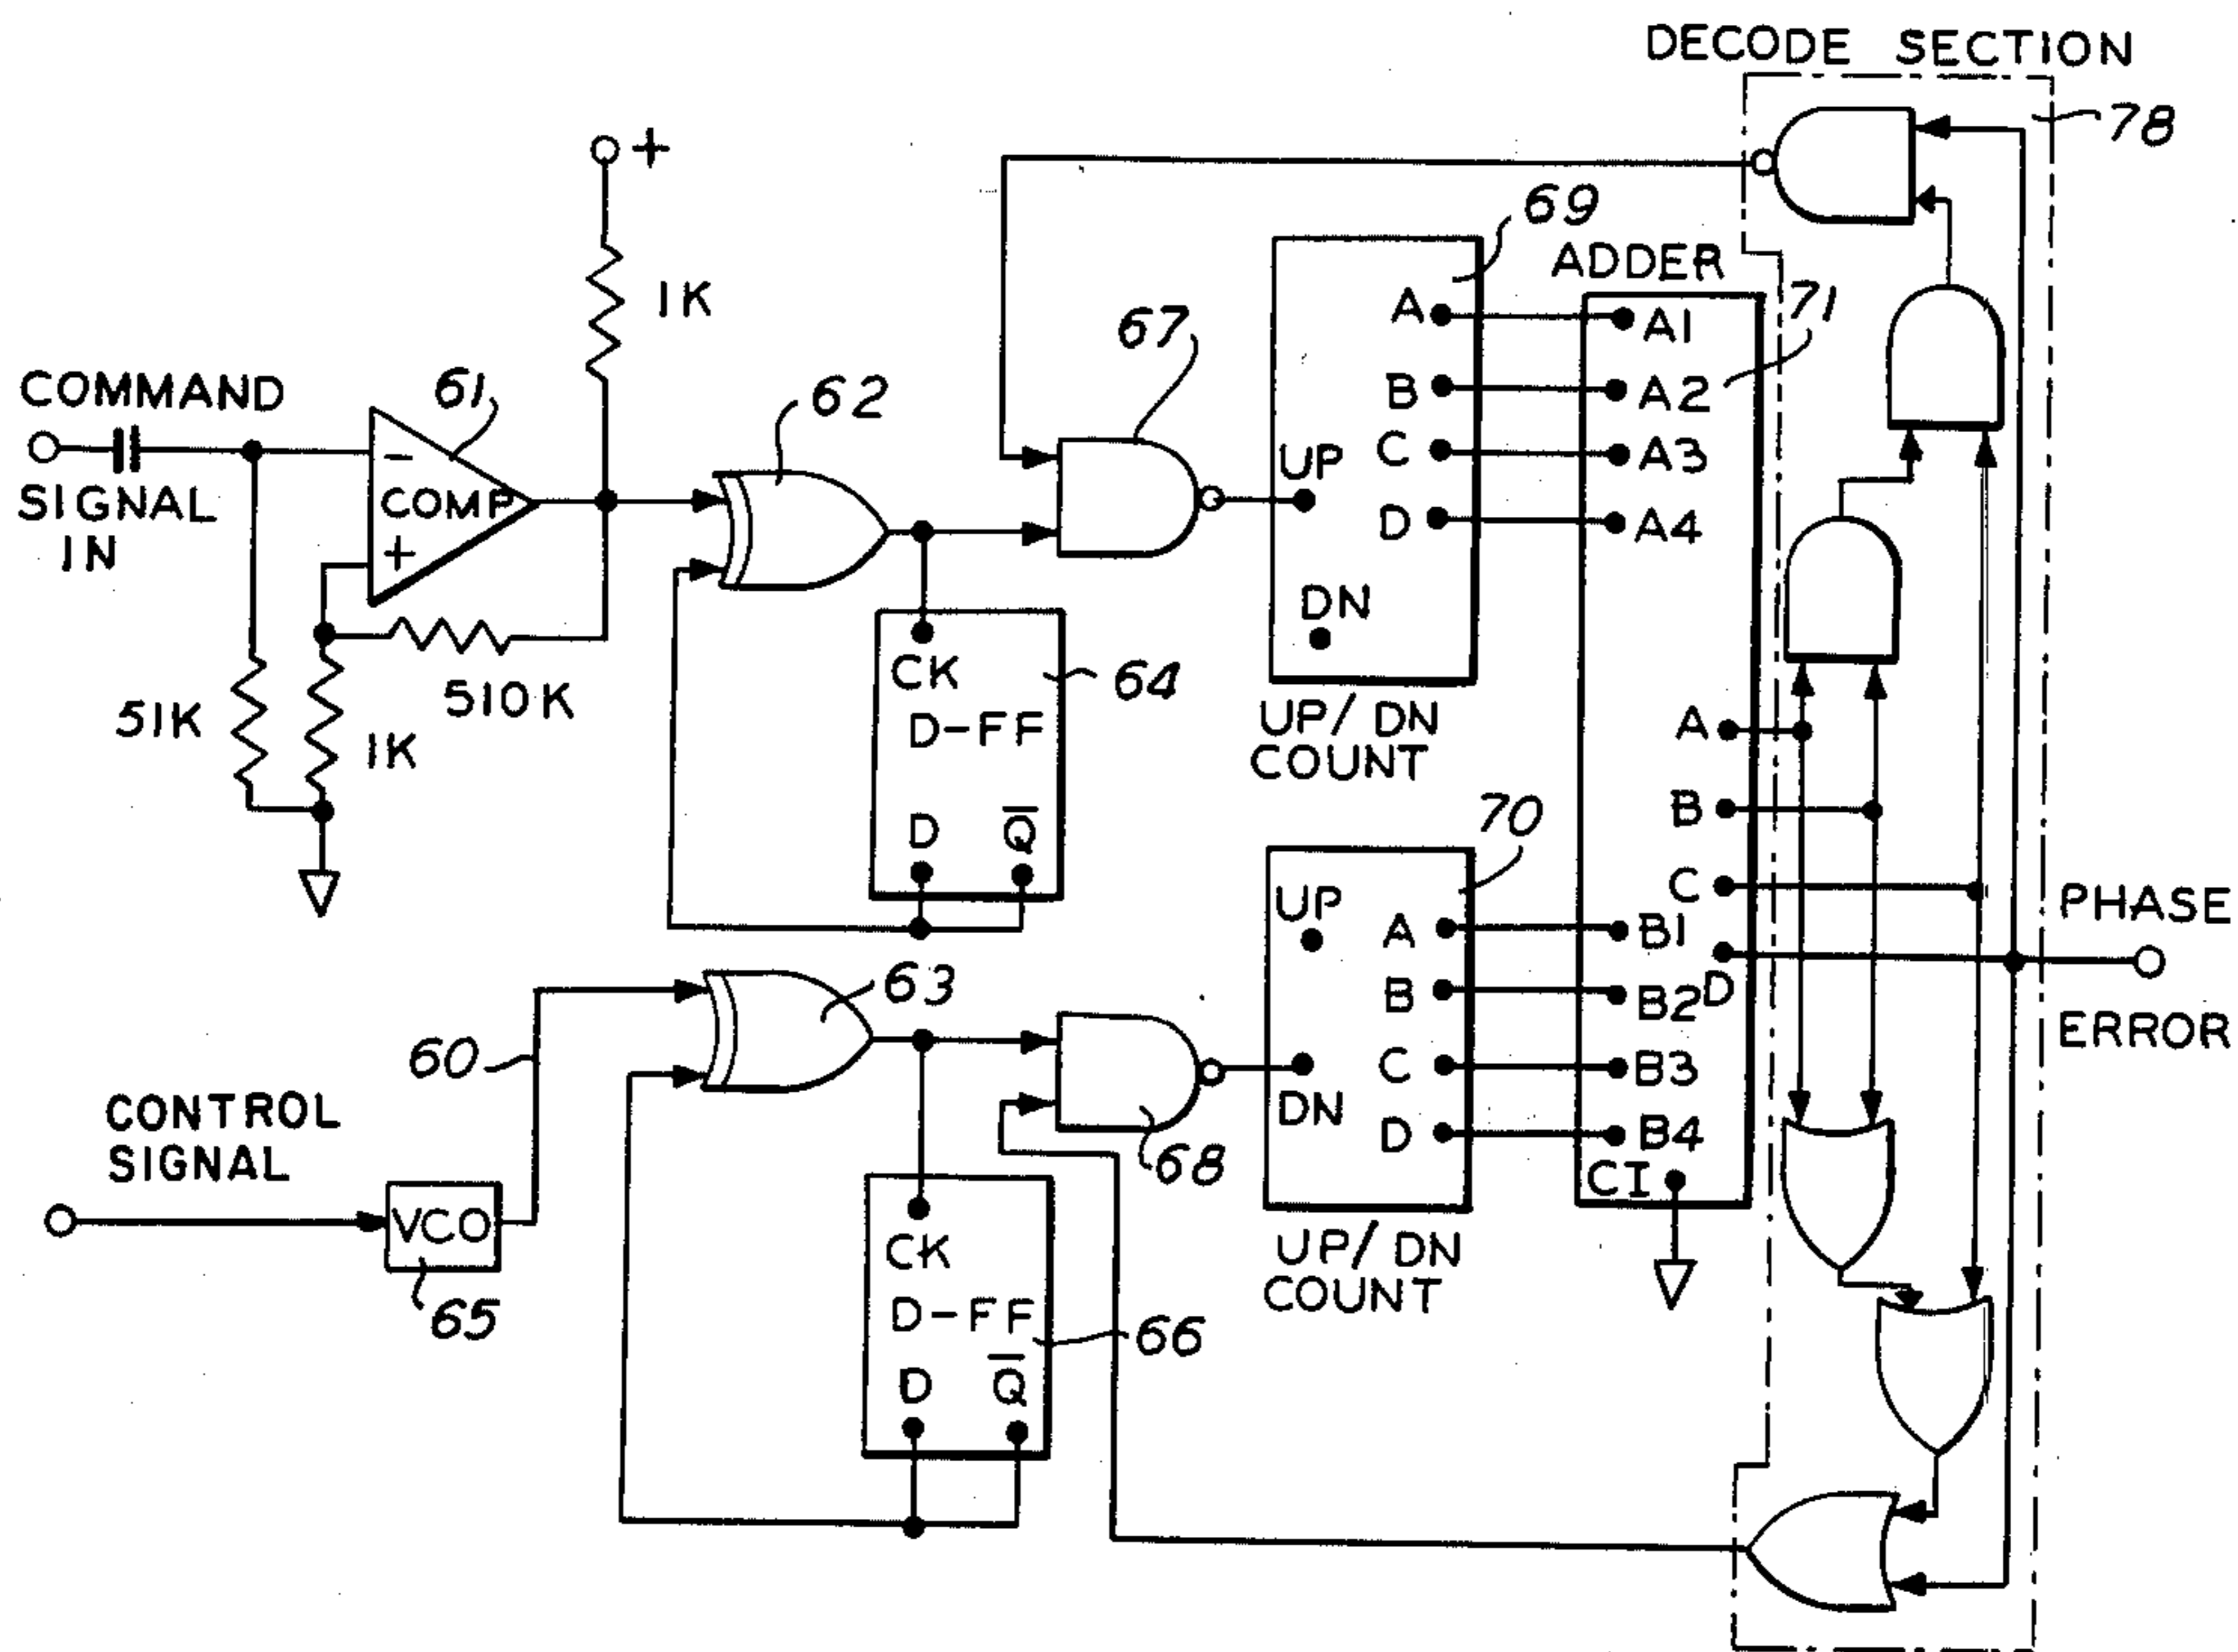 DECODE SECTION
78
+
69
ADDER
1K
67
A
A1
71
COMMAND
61
62
B
A2
-
UP
C
A3
SIGNAL
COMP
D
A4
IN
+
DN
CK
64
51K
510K
D-FF
UP/DN
A
1K
COUNT
D
Q̅
70
B
C
UP
PHASE
A
B1
63
D
B
B2
60
ERROR
C
B3
CONTROL
DN
D
B4
SIGNAL
68
CI
VCO
CK
UP/DN
COUNT
65
D-FF
66
D
Q̅